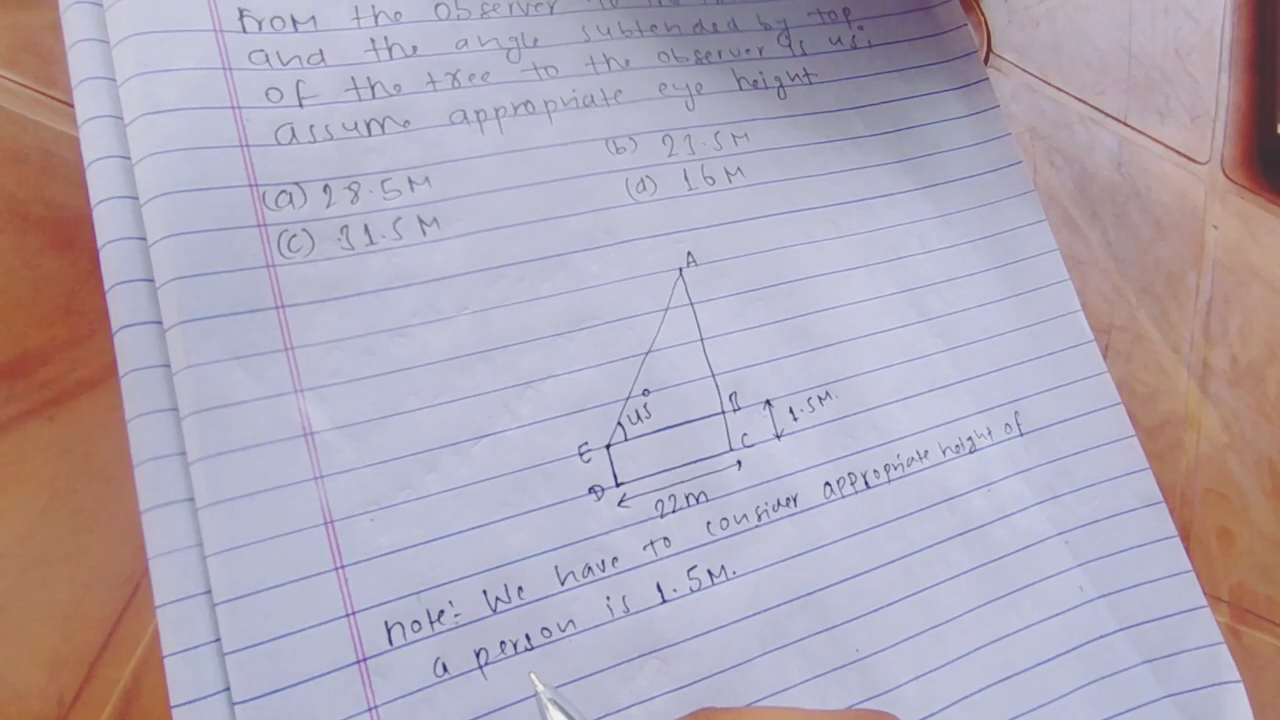 From the observer
and the angle subtended by top
of the tree to the observer is 45°.
assume appropriate eye height
(a) 28.5M (b) 23.5M
(c) 31.5M (d) 16M
A
45°
E B 1.5M.
D C
22m
note:- We have to consider appropriate height of
a person is 1.5M.